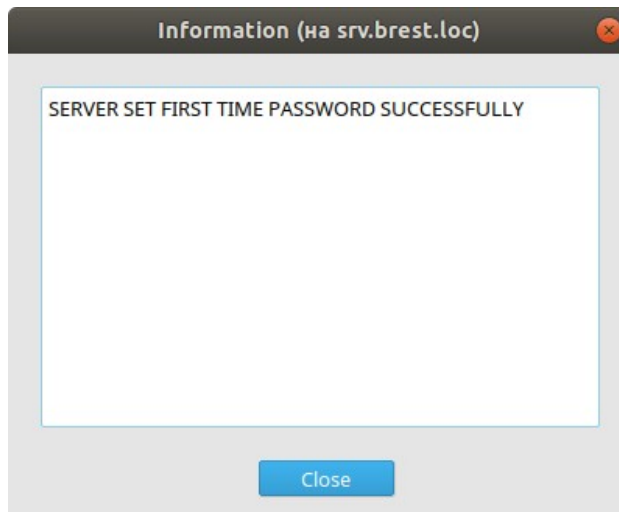 Information (на srv.brest.loc)
SERVER SET FIRST TIME PASSWORD SUCCESSFULLY
Close